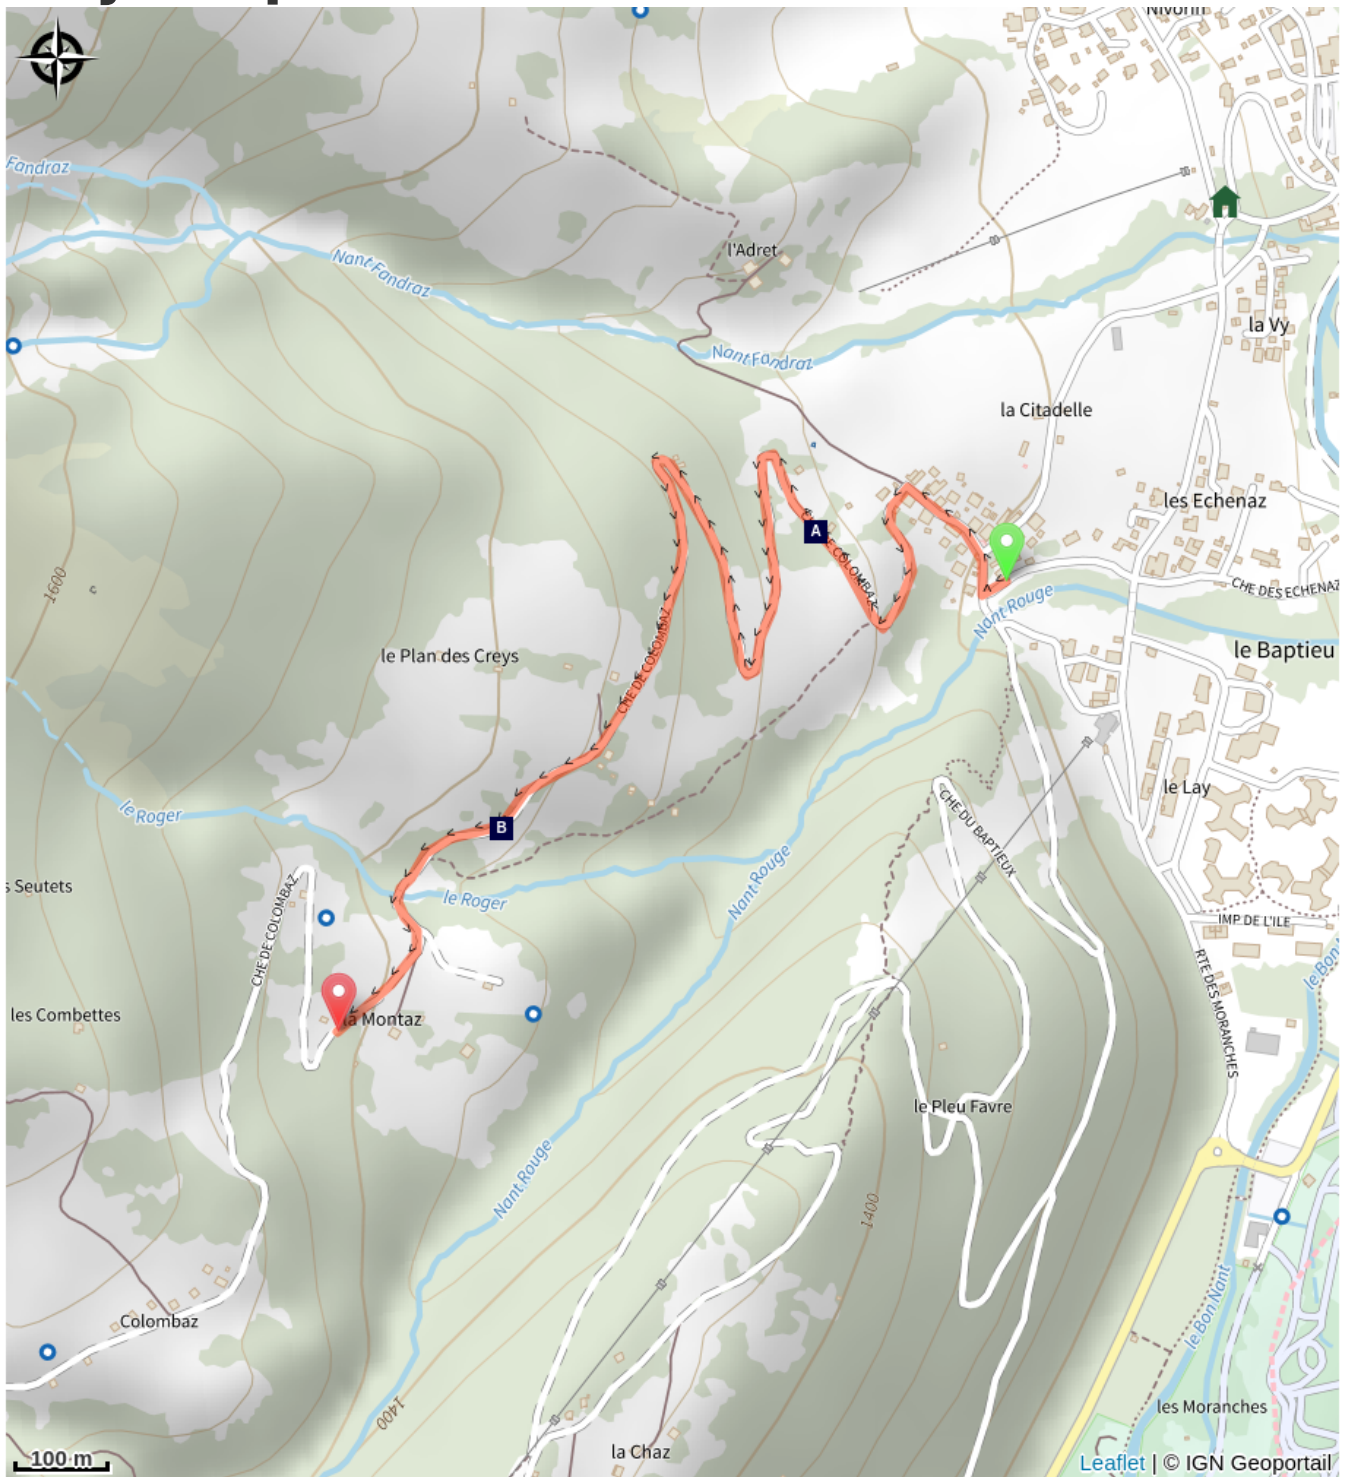 Nivorin
Fandraz
Nant Fandraz
l'Adret
la Vy
Nant Fandraz
la Citadelle
les Echenaz
A
CHE DE COLOMBAZ
1600
CHE DES ECHENAZ
Nant Rouge
le Plan des Creys
CHE DE COLOMBAZ
le Baptieu
le Roger
B
CHE DU BAPTIEUX
le Lay
s Seutets
le Roger
Nant Rouge
CHE DE COLOMBAZ
IMP DE L'ILE
RTE DES MORANCHES
le Bon N
les Combettes
la Montaz
le Pleu Favre
Nant Rouge
1400
Colombaz
le Bon Nant
1400
les Moranches
la Chaz
100 m
Leaflet | © IGN Geoportail